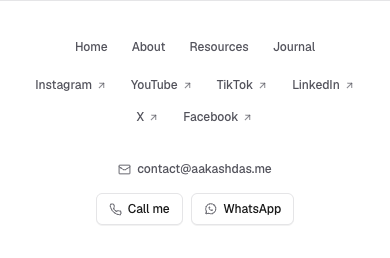 Home About Resources Journal
Instagram ↗ YouTube ↗ TikTok ↗ LinkedIn ↗
X ↗ Facebook ↗
contact@aakashdas.me
Call me WhatsApp